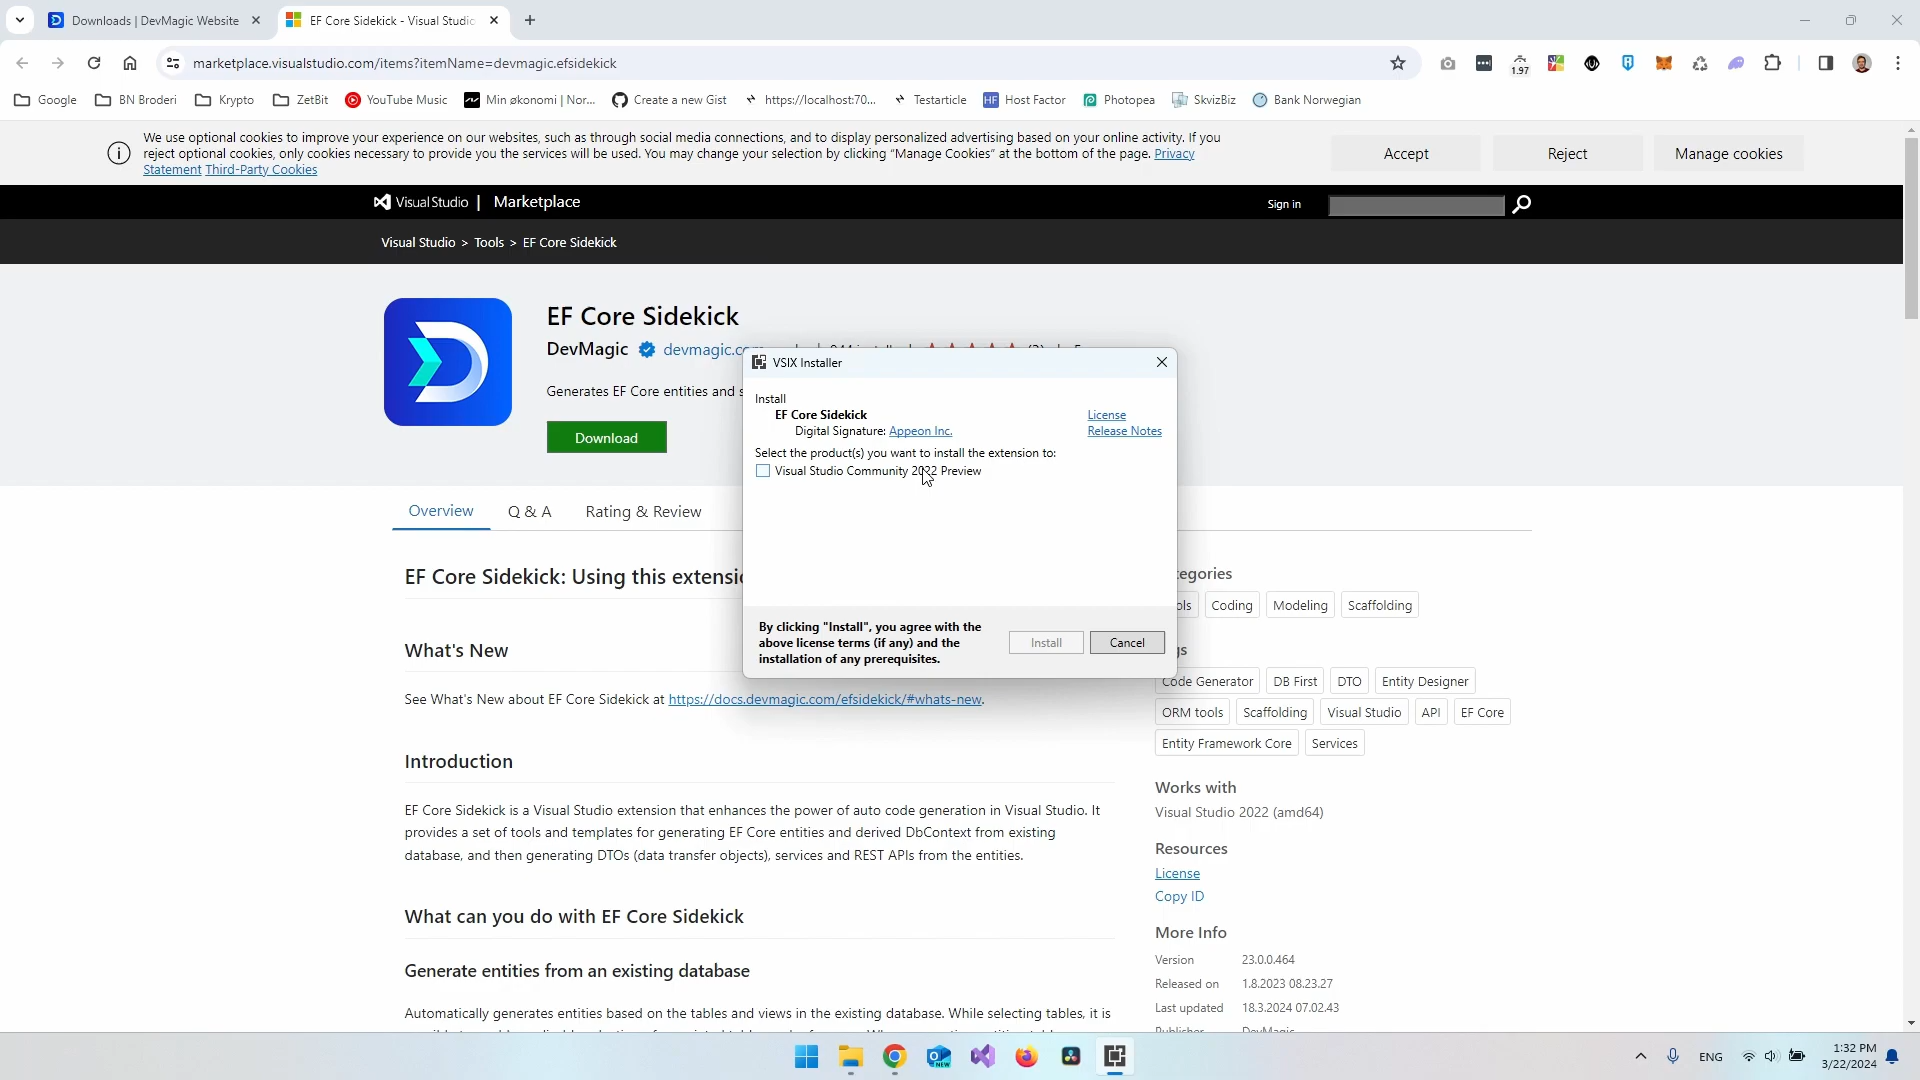 Downloads | DevMagic Website
EF Core Sidekick - Visual Studio
marketplace.visualstudio.com/items?itemName=devmagic.efsidekick
1.97
Google
BN Broderi
Krypto
ZetBit
YouTube Music
Min økonomi | Nor...
Create a new Gist
https://localhost:70...
Testarticle
HF Host Factor
Photopea
SkvizBiz
Bank Norwegian
We use optional cookies to improve your experience on our websites, such as through social media connections, and to display personalized advertising based on your online activity. If you
reject optional cookies, only cookies necessary to provide you the services will be used. You may change your selection by clicking "Manage Cookies" at the bottom of the page. Privacy
Statement Third-Party Cookies
Accept
Reject
Manage cookies
Visual Studio | Marketplace
Sign in
Visual Studio > Tools > EF Core Sidekick
EF Core Sidekick
DevMagic devmagic.co
Generates EF Core entities and s
Download
VSIX Installer
Install
EF Core Sidekick
Digital Signature: Appeon Inc.
License
Release Notes
Select the product(s) you want to install the extension to:
Visual Studio Community 2022 Preview
By clicking "Install", you agree with the
above license terms (if any) and the
installation of any prerequisites.
Install
Cancel
Overview
Q & A
Rating & Review
EF Core Sidekick: Using this extensio
What's New
See What's New about EF Core Sidekick at https://docs.devmagic.com/efsidekick/#whats-new.
Introduction
EF Core Sidekick is a Visual Studio extension that enhances the power of auto code generation in Visual Studio. It
provides a set of tools and templates for generating EF Core entities and derived DbContext from existing
database, and then generating DTOs (data transfer objects), services and REST APIs from the entities.
What can you do with EF Core Sidekick
Generate entities from an existing database
Automatically generates entities based on the tables and views in the existing database. While selecting tables, it is
tegories
ols
Coding
Modeling
Scaffolding
gs
Code Generator
DB First
DTO
Entity Designer
ORM tools
Scaffolding
Visual Studio
API
EF Core
Entity Framework Core
Services
Works with
Visual Studio 2022 (amd64)
Resources
License
Copy ID
More Info
Version 23.0.0.464
Released on 1.8.2023 08.23.27
Last updated 18.3.2024 07.02.43
Publisher DevMagic
ENG
1:32 PM
3/22/2024